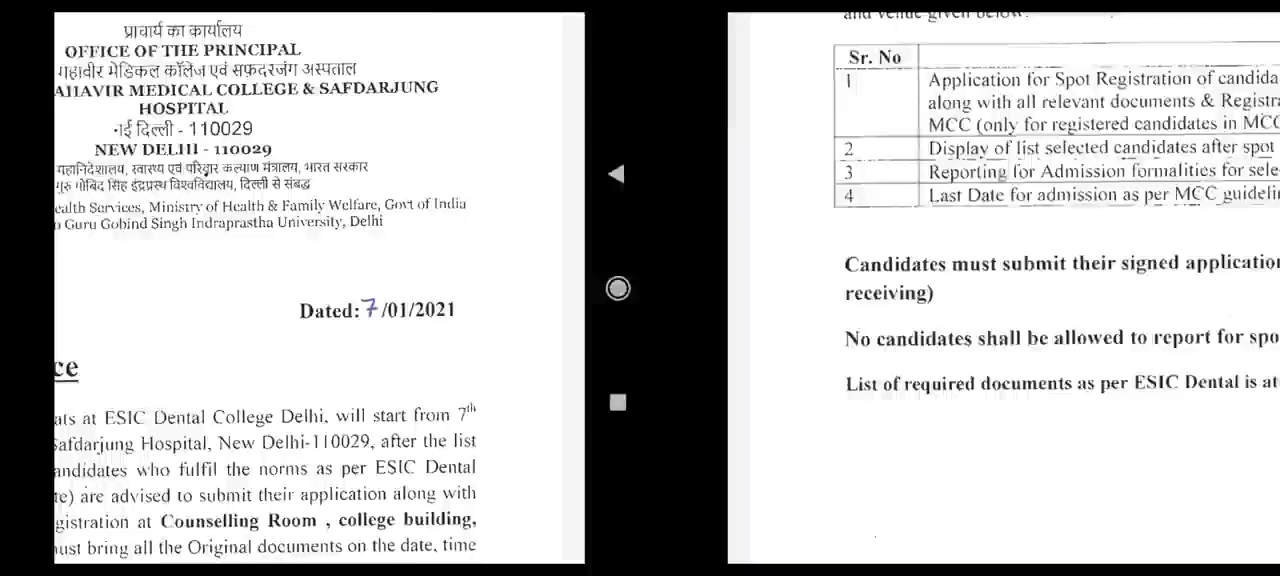 प्राचार्य का कार्यालय
OFFICE OF THE PRINCIPAL
महावीर मेडिकल कॉलेज एवं सफदरजंग अस्पताल
AHAVIR MEDICAL COLLEGE & SAFDARJUNG
HOSPITAL
नई दिल्ली - 110029
NEW DELHI - 110029
महानिदेशालय, स्वास्थ्य एवं परिवार कल्याण मंत्रालय, भारत सरकार
गुरु गोबिंद सिंह इंद्रप्रस्थ विश्वविद्यालय, दिल्ली से संबद्ध
ealth Services, Ministry of Health & Family Welfare, Govt of India
o Guru Gobind Singh Indraprastha University, Delhi
Dated: 7/01/2021
ce
ats at ESIC Dental College Delhi, will start from 7th
Safdarjung Hospital, New Delhi-110029, after the list
andidates who fulfil the norms as per ESIC Dental
te) are advised to submit their application along with
gistration at Counselling Room , college building,
ust bring all the Original documents on the date, time
and venue given below.
Sr. No
1 Application for Spot Registration of candida
along with all relevant documents & Registra
MCC (only for registered candidates in MCC
2 Display of list selected candidates after spot
3 Reporting for Admission formalities for sele
4 Last Date for admission as per MCC guidelin
Candidates must submit their signed application
receiving)
No candidates shall be allowed to report for spo
List of required documents as per ESIC Dental is at